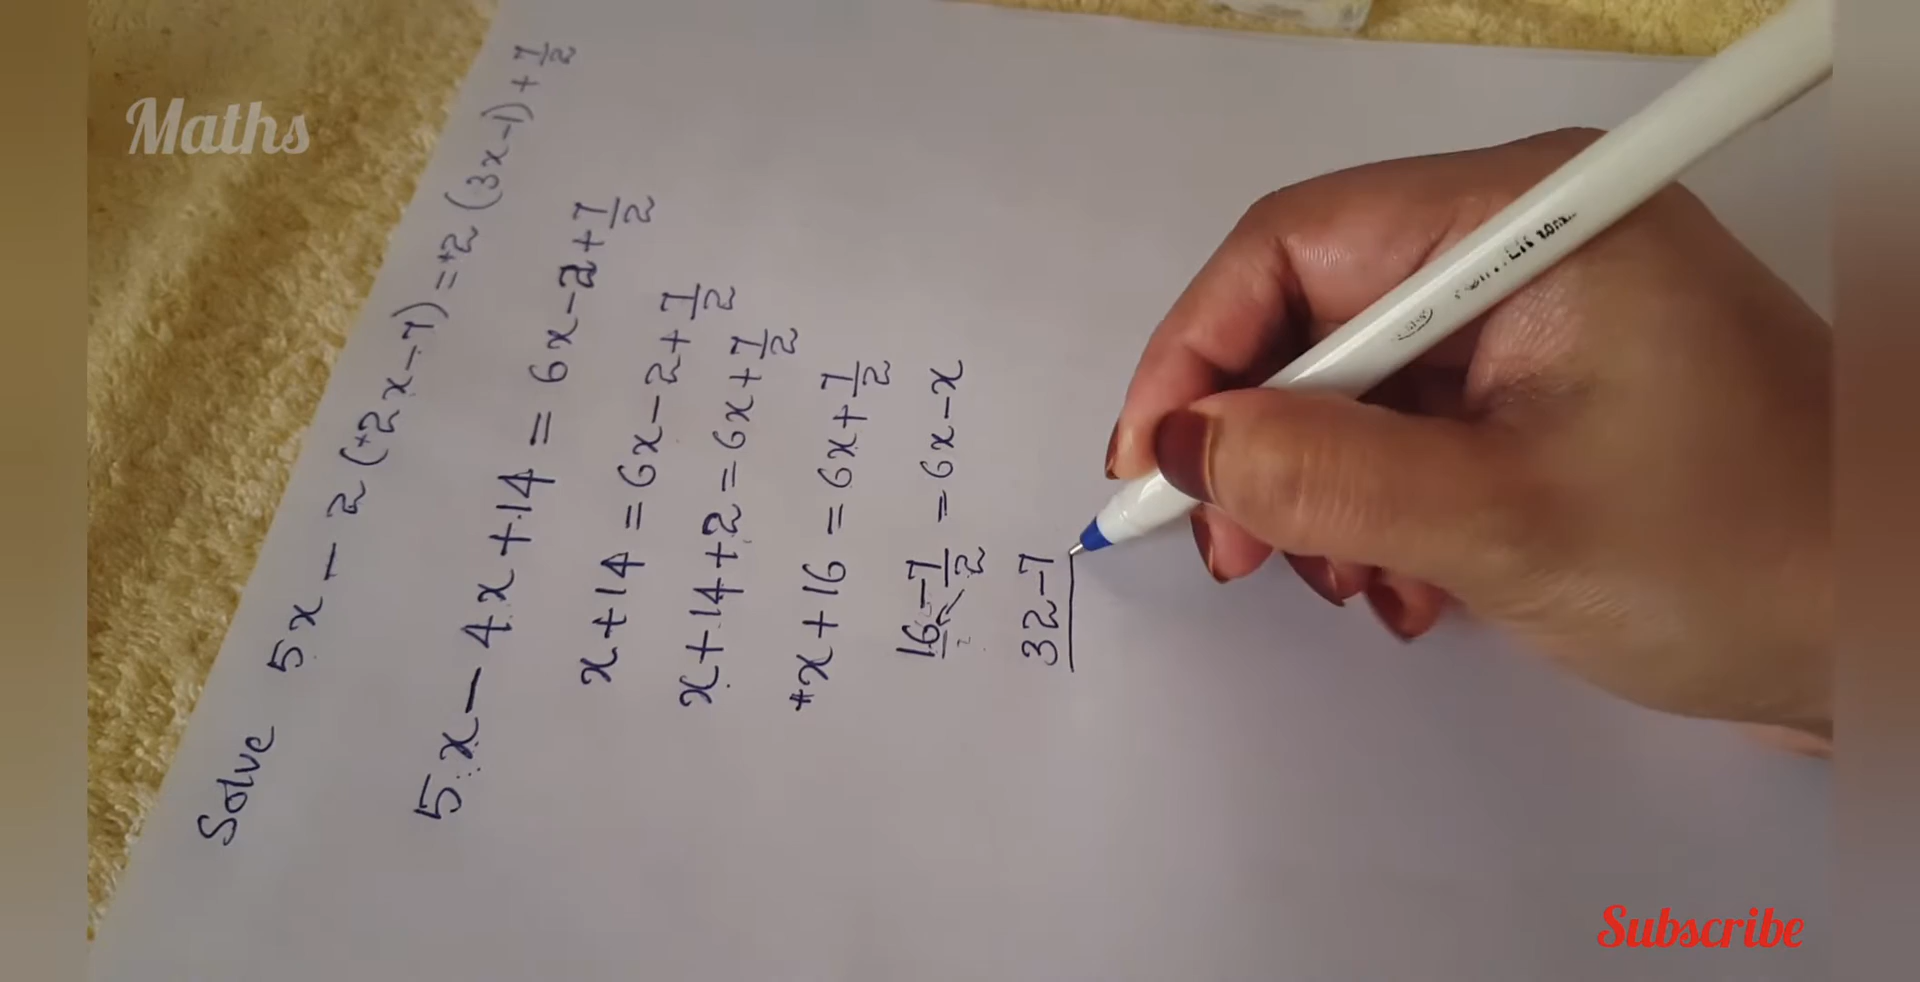 Maths
Solve 5x - 2(+2x-7) = +2(3x-1) + 7/2
5x - 4x + 14 = 6x - 2 + 7/2
x + 14 = 6x - 2 + 7/2
x + 14 + 2 = 6x + 7/2
+x + 16 = 6x + 7/2
16 - 7/2 = 6x - x
32 - 7
Subscribe